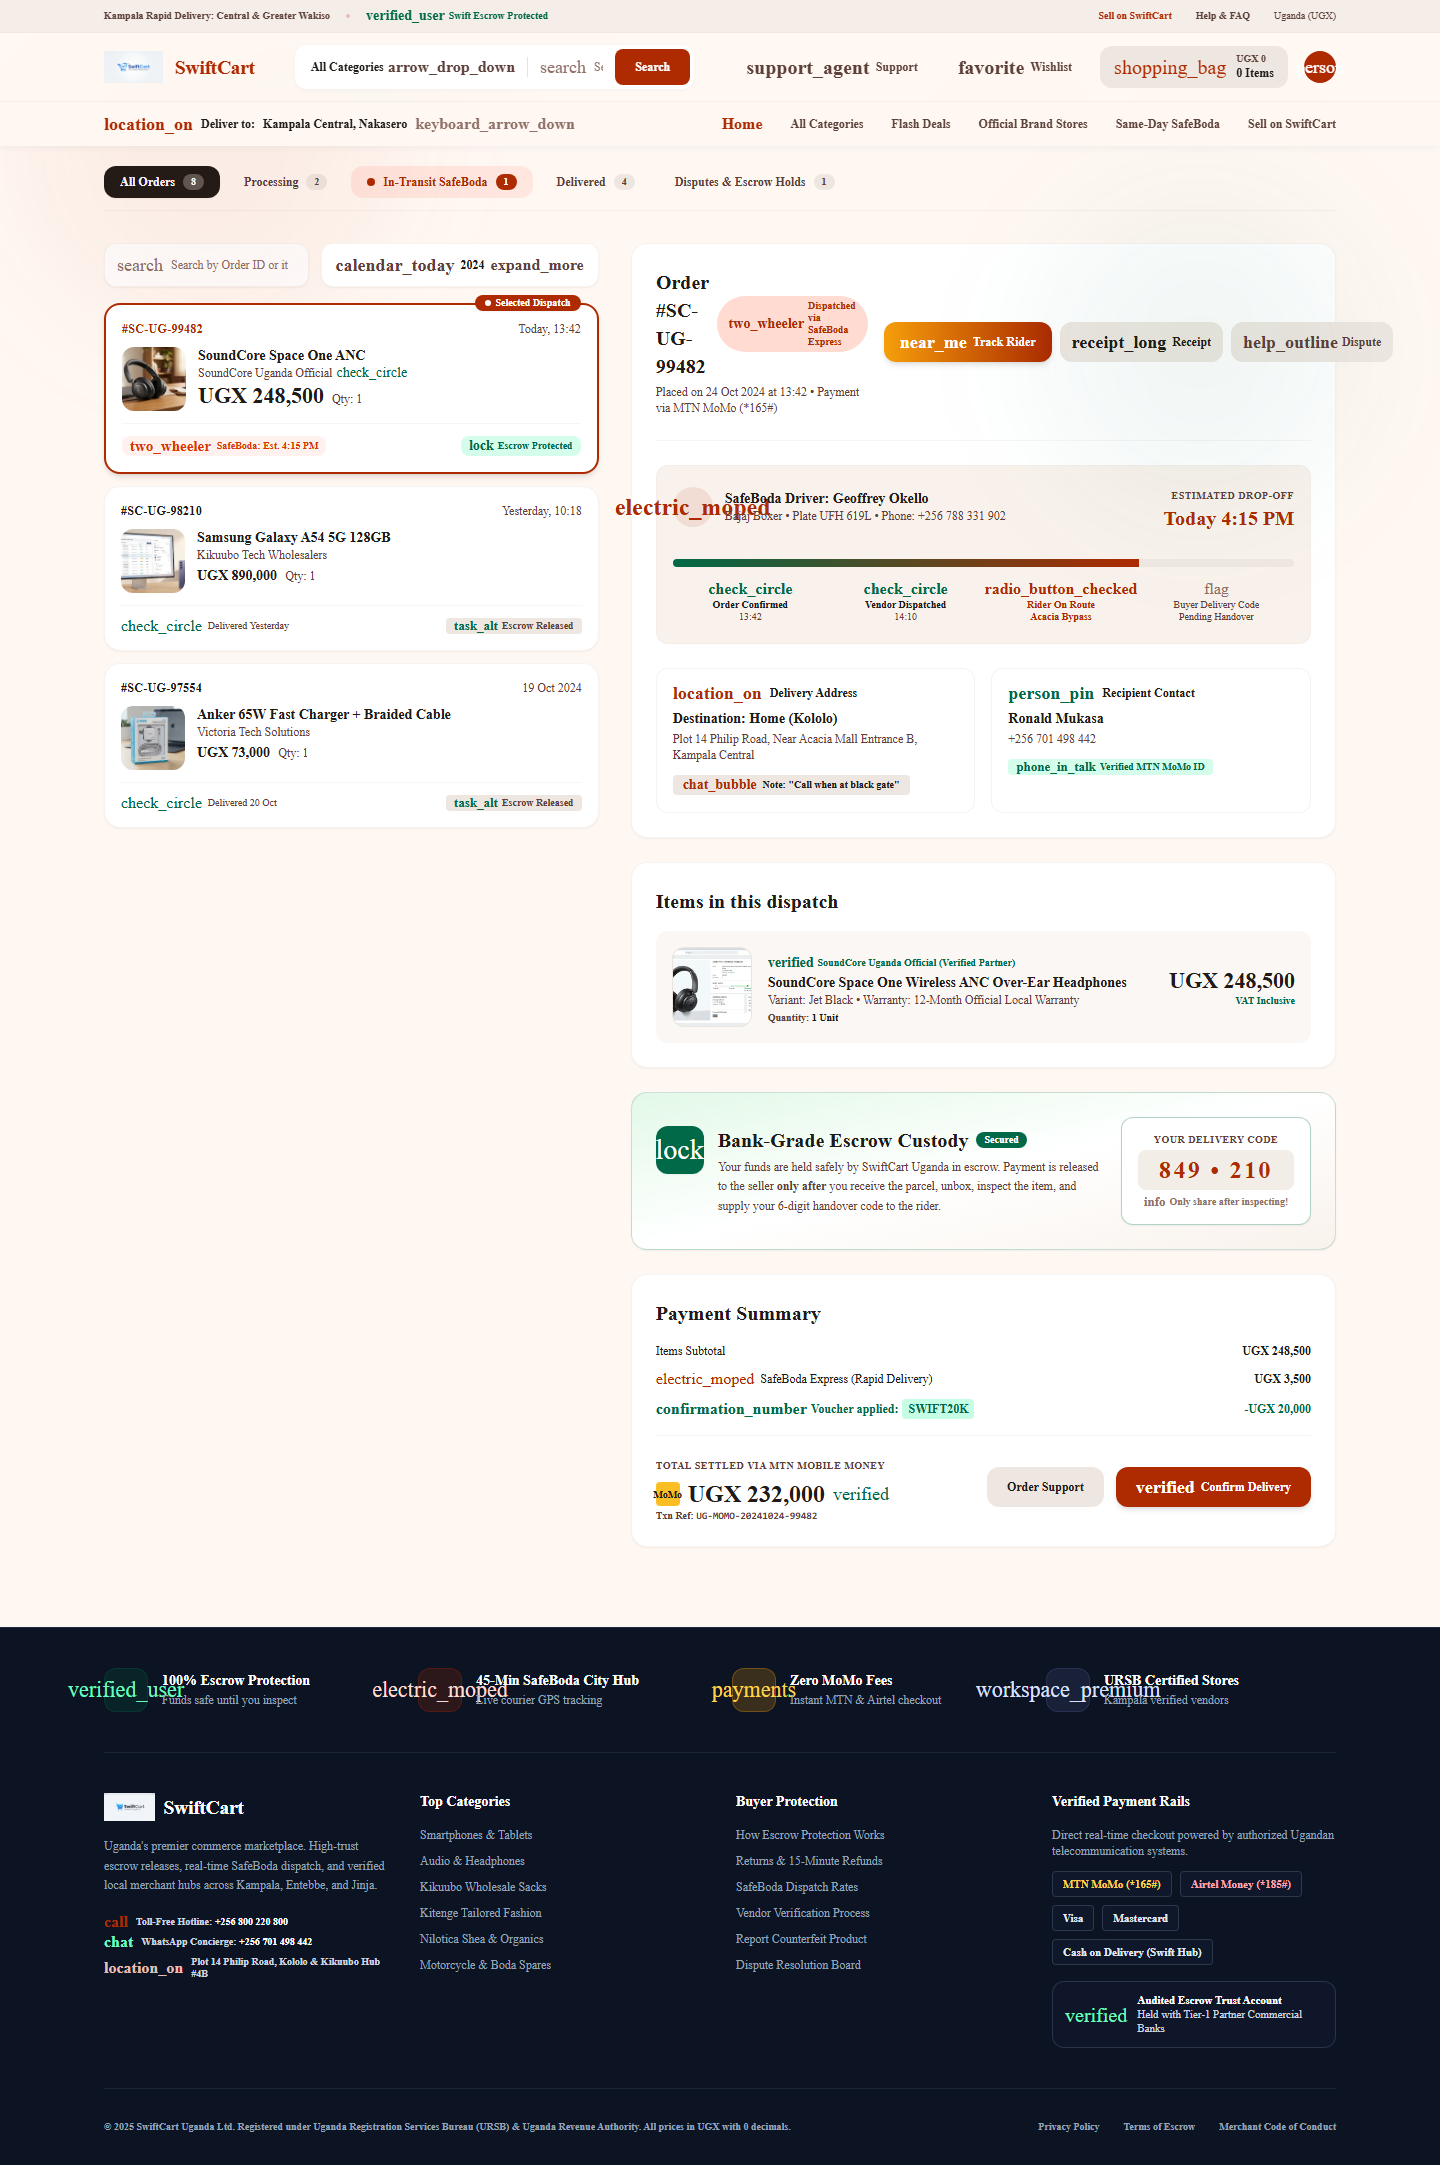 Kampala Rapid Delivery: Central & Greater Wakiso
verified_user Swift Escrow Protected
Sell on SwiftCart
Help & FAQ
Uganda (UGX)
SwiftCart
SwiftCart
All Categories arrow_drop_down
search
Search
support_agent Support
favorite Wishlist
shopping_bag
UGX 0
0 Items
location_on Deliver to: Kampala Central, Nakasero keyboard_arrow_down
Home
All Categories
Flash Deals
Official Brand Stores
Same-Day SafeBoda
Sell on SwiftCart
All Orders 8
Processing 2
In-Transit SafeBoda 1
Delivered 4
Disputes & Escrow Holds 1
search Search by Order ID or it
calendar_today 2024 expand_more
Selected Dispatch
#SC-UG-99482
Today, 13:42
SoundCore Space One ANC
SoundCore Uganda Official check_circle
UGX 248,500 Qty: 1
two_wheeler SafeBoda: Est. 4:15 PM
lock Escrow Protected
#SC-UG-98210
Yesterday, 10:18
Samsung Galaxy A54 5G 128GB
Kikuubo Tech Wholesalers
UGX 890,000 Qty: 1
check_circle Delivered Yesterday
task_alt Escrow Released
#SC-UG-97554
19 Oct 2024
Anker 65W Fast Charger + Braided Cable
Victoria Tech Solutions
UGX 73,000 Qty: 1
check_circle Delivered 20 Oct
task_alt Escrow Released
Order
#SC-
UG-
99482
two_wheeler
Dispatched
via
SafeBoda
Express
Placed on 24 Oct 2024 at 13:42 • Payment
via MTN MoMo (*165#)
near_me Track Rider
receipt_long Receipt
help_outline Dispute
electric_moped
SafeBoda Driver: Geoffrey Okello
Bajaj Boxer • Plate UFH 619L • Phone: +256 788 331 902
ESTIMATED DROP-OFF
Today 4:15 PM
check_circle
Order Confirmed
13:42
check_circle
Vendor Dispatched
14:10
radio_button_checked
Rider On Route
Acacia Bypass
flag
Buyer Delivery Code
Pending Handover
location_on Delivery Address
Destination: Home (Kololo)
Plot 14 Philip Road, Near Acacia Mall Entrance B,
Kampala Central
chat_bubble Note: "Call when at black gate"
person_pin Recipient Contact
Ronald Mukasa
+256 701 498 442
phone_in_talk Verified MTN MoMo ID
Items in this dispatch
verified SoundCore Uganda Official (Verified Partner)
SoundCore Space One Wireless ANC Over-Ear Headphones
Variant: Jet Black • Warranty: 12-Month Official Local Warranty
Quantity: 1 Unit
UGX 248,500
VAT Inclusive
lock
Bank-Grade Escrow Custody Secured
Your funds are held safely by SwiftCart Uganda in escrow. Payment is released
to the seller only after you receive the parcel, unbox, inspect the item, and
supply your 6-digit handover code to the rider.
YOUR DELIVERY CODE
849 • 210
info Only share after inspecting!
Payment Summary
Items Subtotal
UGX 248,500
electric_moped SafeBoda Express (Rapid Delivery)
UGX 3,500
confirmation_number Voucher applied: SWIFT20K
-UGX 20,000
TOTAL SETTLED VIA MTN MOBILE MONEY
MoMo UGX 232,000 verified
Txn Ref: UG-MOMO-20241024-99482
Order Support
verified Confirm Delivery
verified_user
100% Escrow Protection
Funds safe until you inspect
electric_moped
45-Min SafeBoda City Hub
Live courier GPS tracking
payments
Zero MoMo Fees
Instant MTN & Airtel checkout
workspace_premium
URSB Certified Stores
Kampala verified vendors
SwiftCart
SwiftCart
Uganda's premier commerce marketplace. High-trust
escrow releases, real-time SafeBoda dispatch, and verified
local merchant hubs across Kampala, Entebbe, and Jinja.
call Toll-Free Hotline: +256 800 220 800
chat WhatsApp Concierge: +256 701 498 442
location_on Plot 14 Philip Road, Kololo & Kikuubo Hub
#4B
Top Categories
Smartphones & Tablets
Audio & Headphones
Kikuubo Wholesale Sacks
Kitenge Tailored Fashion
Nilotica Shea & Organics
Motorcycle & Boda Spares
Buyer Protection
How Escrow Protection Works
Returns & 15-Minute Refunds
SafeBoda Dispatch Rates
Vendor Verification Process
Report Counterfeit Product
Dispute Resolution Board
Verified Payment Rails
Direct real-time checkout powered by authorized Ugandan
telecommunication systems.
MTN MoMo (*165#)
Airtel Money (*185#)
Visa
Mastercard
Cash on Delivery (Swift Hub)
verified
Audited Escrow Trust Account
Held with Tier-1 Partner Commercial
Banks
© 2025 SwiftCart Uganda Ltd. Registered under Uganda Registration Services Bureau (URSB) & Uganda Revenue Authority. All prices in UGX with 0 decimals.
Privacy Policy
Terms of Escrow
Merchant Code of Conduct